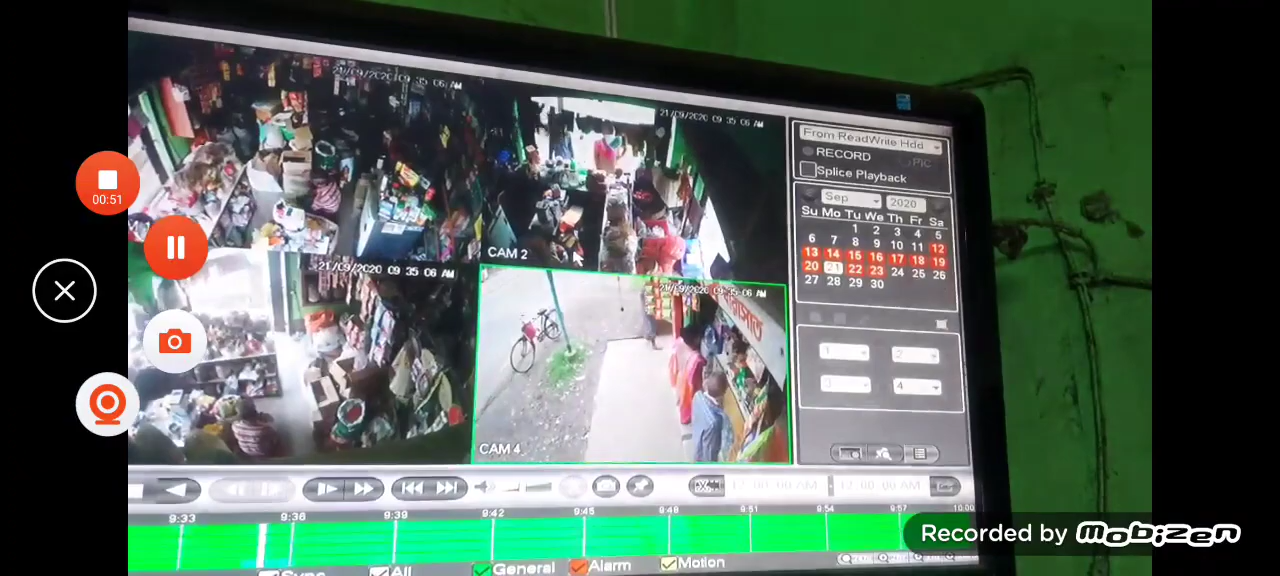 21/09/2020 09 35 06 AM
21/09/2020 09 35 06 AM
From ReadWrite Hdd
RECORD
PIC
Splice Playback
Sep 2020
Su Mo Tu We Th Fr Sa
1 2 3 4 5
6 7 8 9 10 11 12
13 14 15 16 17 18 19
20 21 22 23 24 25 26
27 28 29 30
00:51
CAM 2
21/09/2020 09 35 06 AM
21/09/2020 09 35 06 AM
1 2
3 4
CAM 4
12:00:00 AM - 12:00:00 AM
9:33 9:36 9:39 9:42 9:45 9:48 9:51 9:54 9:57 10:00
Recorded by mobizen
Sync All General Alarm Motion